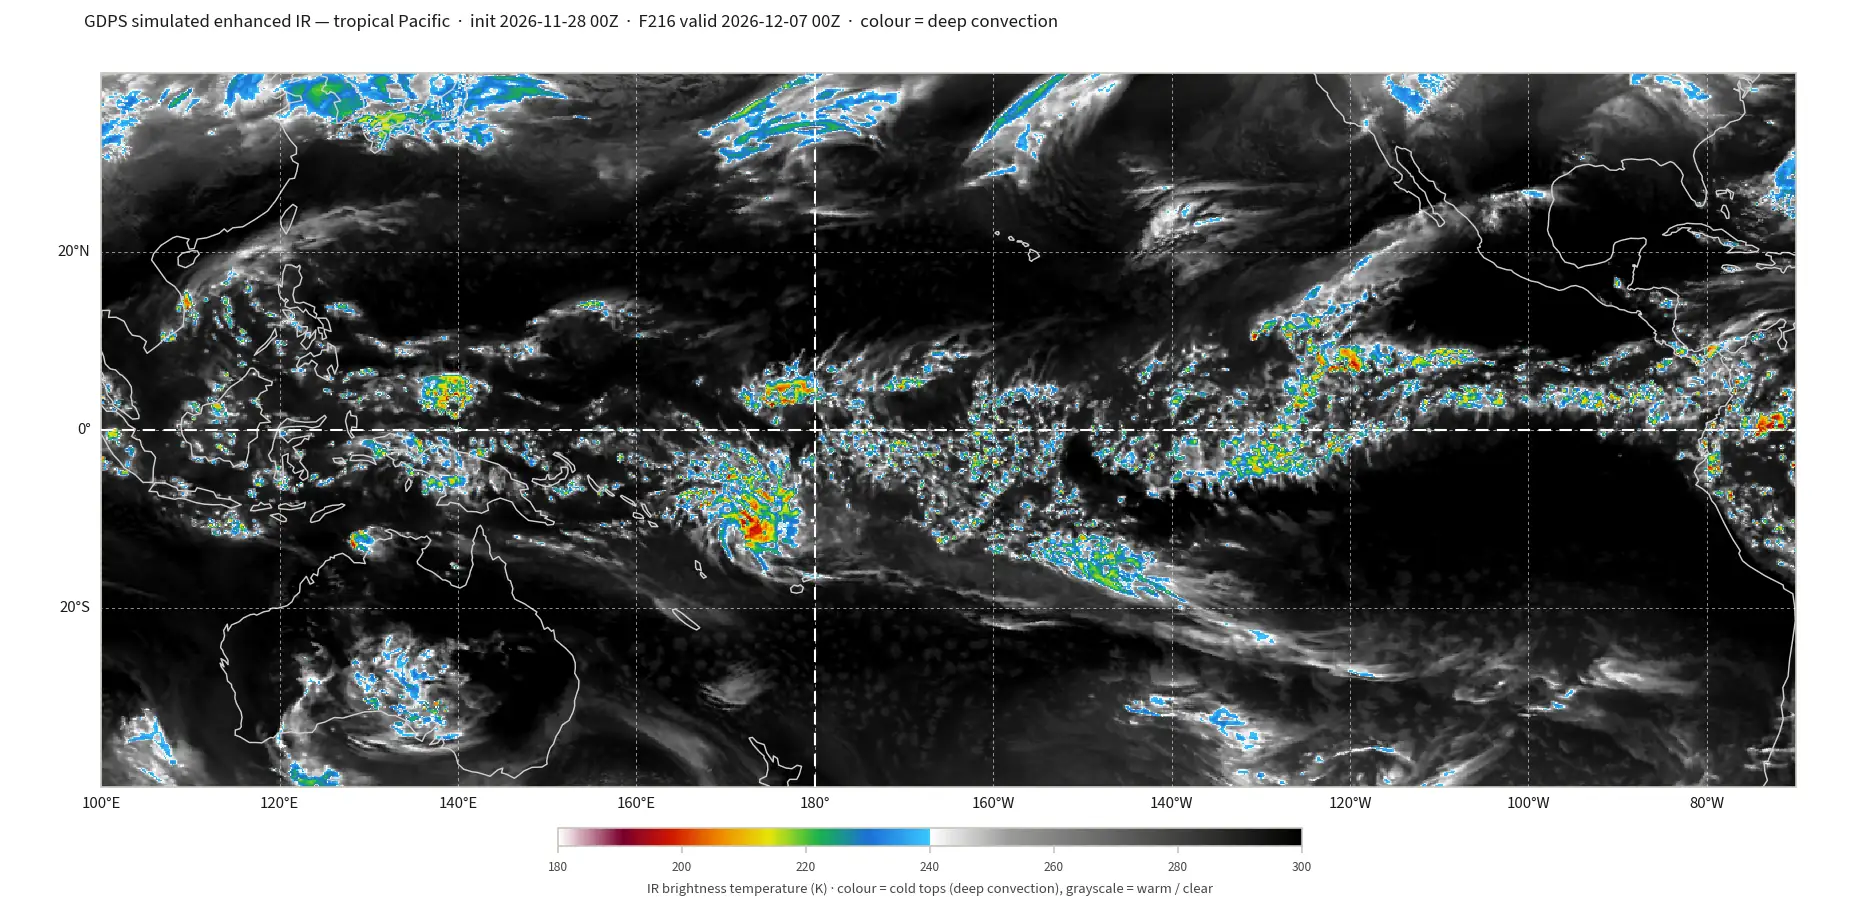 GDPS simulated enhanced IR — tropical Pacific · init 2026-11-28 00Z · F216 valid 2026-12-07 00Z · colour = deep convection
20°N
0°
20°S
100°E 120°E 140°E 160°E 180° 160°W 140°W 120°W 100°W 80°W
180 200 220 240 260 280 300
IR brightness temperature (K) · colour = cold tops (deep convection), grayscale = warm / clear